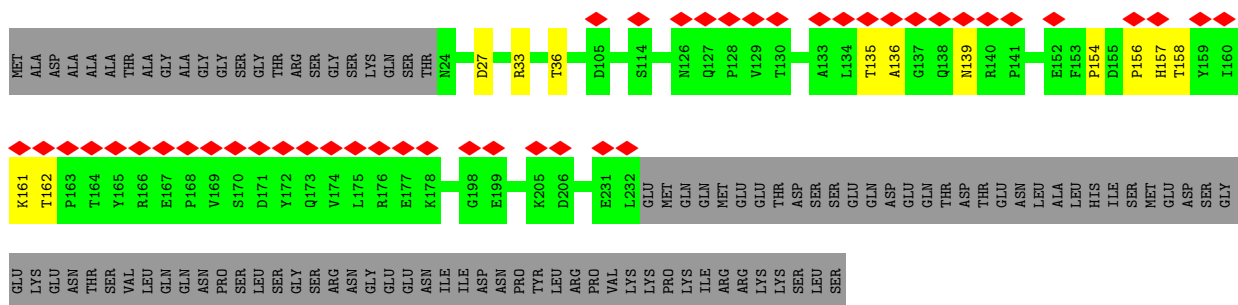 MET ALA ASP ALA ALA ALA THR ALA GLY ALA GLY GLY SER GLY THR ARG SER GLY SER LYS GLN SER THR N24 D27 R33 T36 D105 S114 N126 Q127 P128 V129 T130 A133 L134 T135 A136 G137 Q138 N139 R140 P141 E152 F153 P154 D155 P156 H157 T158 Y159 I160
K161 T162 P163 T164 Y165 R166 E167 P168 V169 S170 D171 Y172 Q173 V174 L175 R176 E177 K178 G198 E199 K205 D206 E231 L232 GLU MET GLN GLN MET GLU GLU THR ASP SER SER GLU GLN ASP GLU GLN THR ASP THR GLU ASN LEU ALA LEU HIS ILE SER MET GLU ASP SER GLY
GLU LYS GLU ASN THR SER VAL LEU GLN GLN ASN PRO SER LEU SER GLY SER ARG ASN GLY GLU GLU ASN ILE ILE ASP ASN PRO TYR LEU ARG PRO VAL LYS LYS PRO LYS ILE ARG ARG LYS LYS SER LEU SER